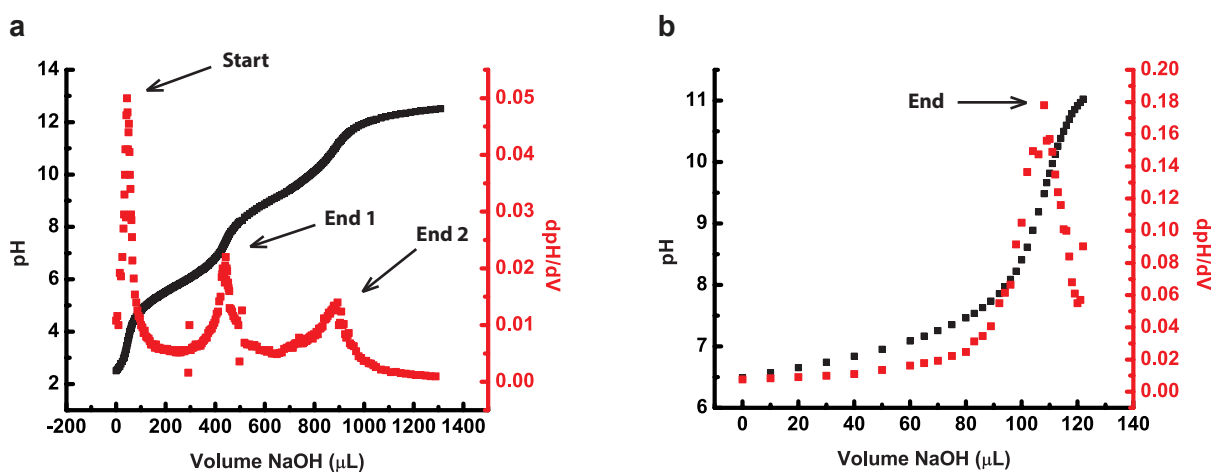 a
Start
End 1
End 2
14
12
10
8
6
4
2
pH
0.05
0.04
0.03
0.02
0.01
0.00
dpH/dV
-200 0 200 400 600 800 1000 1200 1400
Volume NaOH (μL)
b
End
11
10
9
8
7
6
pH
0.20
0.18
0.16
0.14
0.12
0.10
0.08
0.06
0.04
0.02
0.00
dpH/dV
0 20 40 60 80 100 120 140
Volume NaOH (μL)